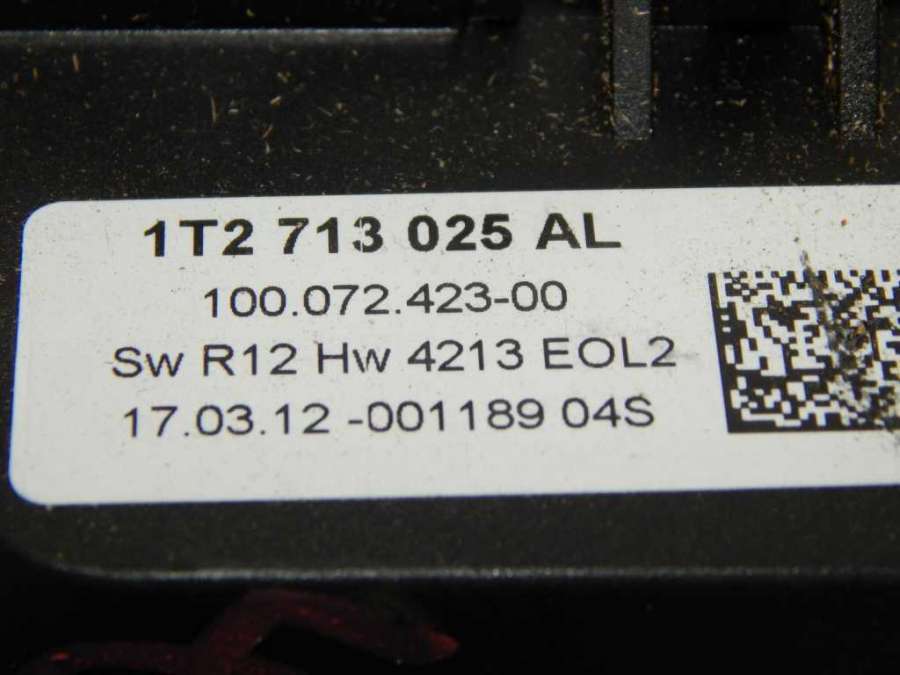 1T2 713 025 AL
100.072.423-00
Sw R12 Hw 4213 EOL2
17.03.12 -001189 04S